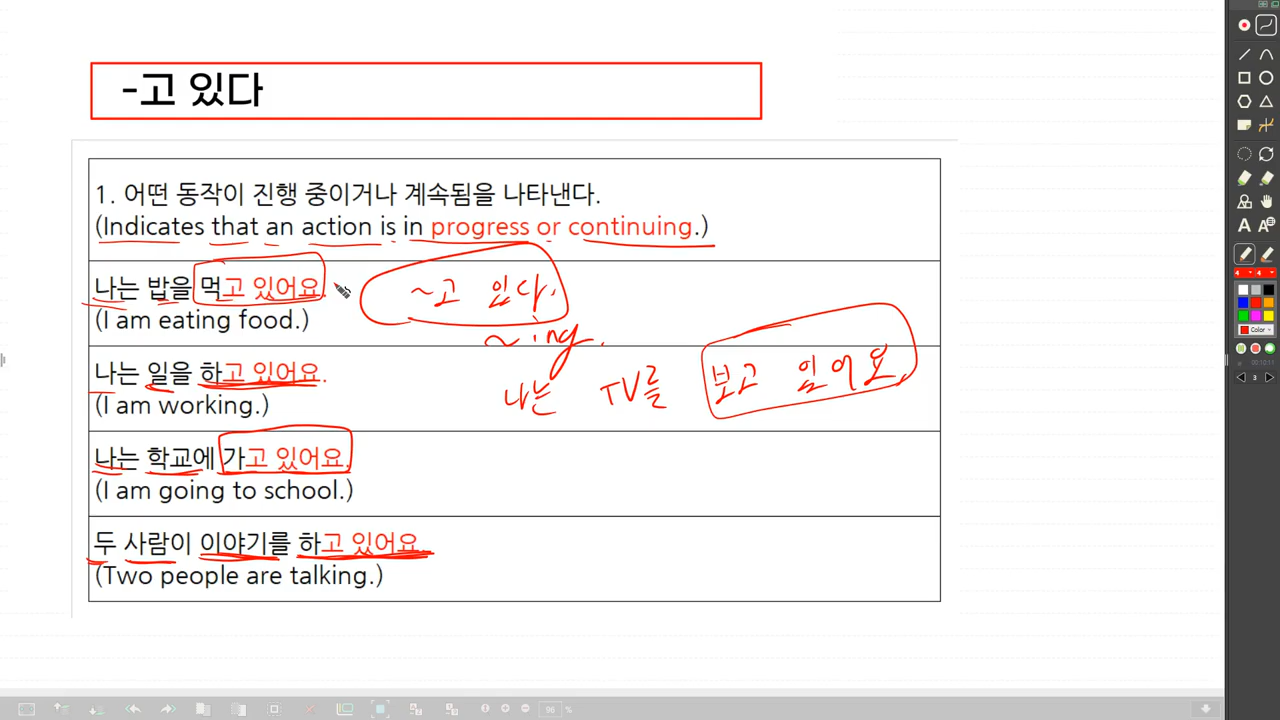 -고 있다
1. 어떤 동작이 진행 중이거나 계속됨을 나타낸다.
(Indicates that an action is in progress or continuing.)
나는 밥을 먹고 있어요.
~고 있다.
(I am eating food.)
~ing.
나는 일을 하고 있어요.
나는 TV를 보고 있어요.
(I am working.)
나는 학교에 가고 있어요.
(I am going to school.)
두 사람이 이야기를 하고 있어요.
(Two people are talking.)
A
A
4
4
Color
3
96 %